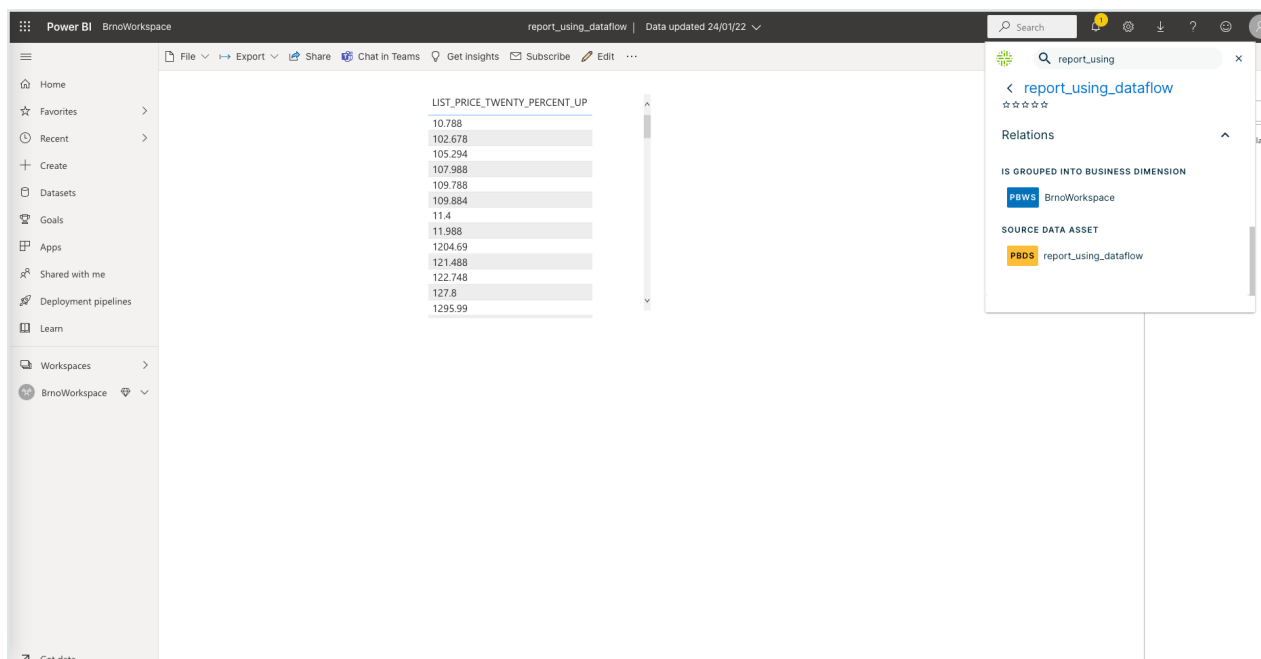 Power BI BrnoWorkspace
report_using_dataflow | Data updated 24/01/22
Search
1
File Export Share Chat in Teams Get insights Subscribe Edit ...
Home
Favorites
Recent
Create
Datasets
Goals
Apps
Shared with me
Deployment pipelines
Learn
Workspaces
BrnoWorkspace
LIST_PRICE_TWENTY_PERCENT_UP
10.788
102.678
105.294
107.988
109.788
109.884
11.4
11.988
1204.69
121.488
122.748
127.8
1295.99
report_using
report_using_dataflow
Relations
IS GROUPED INTO BUSINESS DIMENSION
PBWS BrnoWorkspace
SOURCE DATA ASSET
PBDS report_using_dataflow